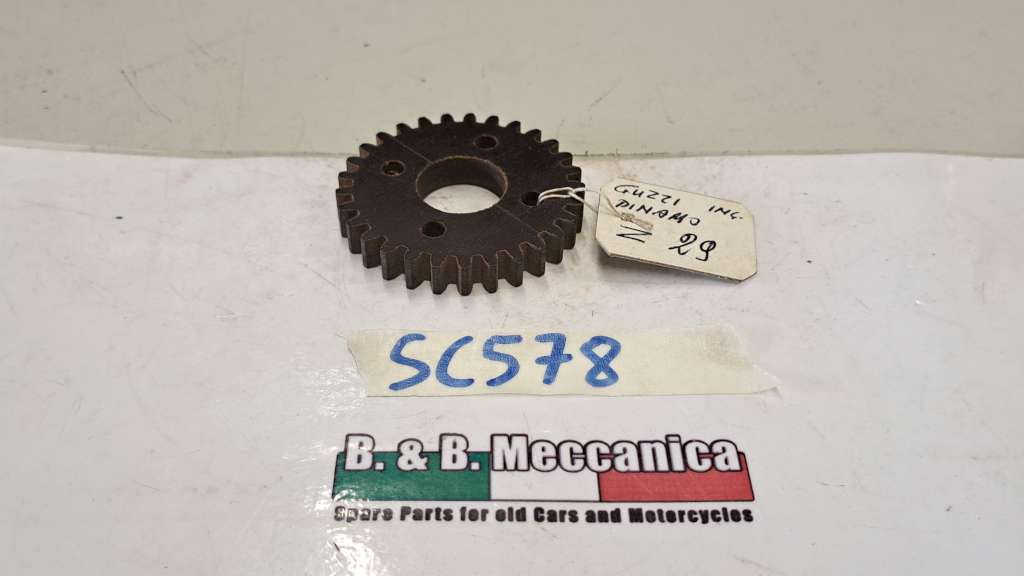 GUZZI ING.
DINAMO
Z 29
SC578
B. & B. Meccanica
Spare Parts for old Cars and Motorcycles